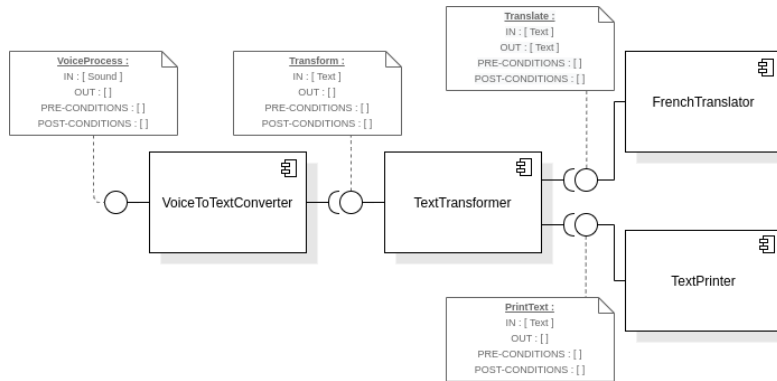 Translate :
IN : [ Text ]
OUT : [ Text ]
PRE-CONDITIONS : [ ]
POST-CONDITIONS : [ ]
VoiceProcess :
IN : [ Sound ]
OUT : [ ]
PRE-CONDITIONS : [ ]
POST-CONDITIONS : [ ]
Transform :
IN : [ Text ]
OUT : [ ]
PRE-CONDITIONS : [ ]
POST-CONDITIONS : [ ]
FrenchTranslator
VoiceToTextConverter
TextTransformer
TextPrinter
PrintText :
IN : [ Text ]
OUT : [ ]
PRE-CONDITIONS : [ ]
POST-CONDITIONS : [ ]